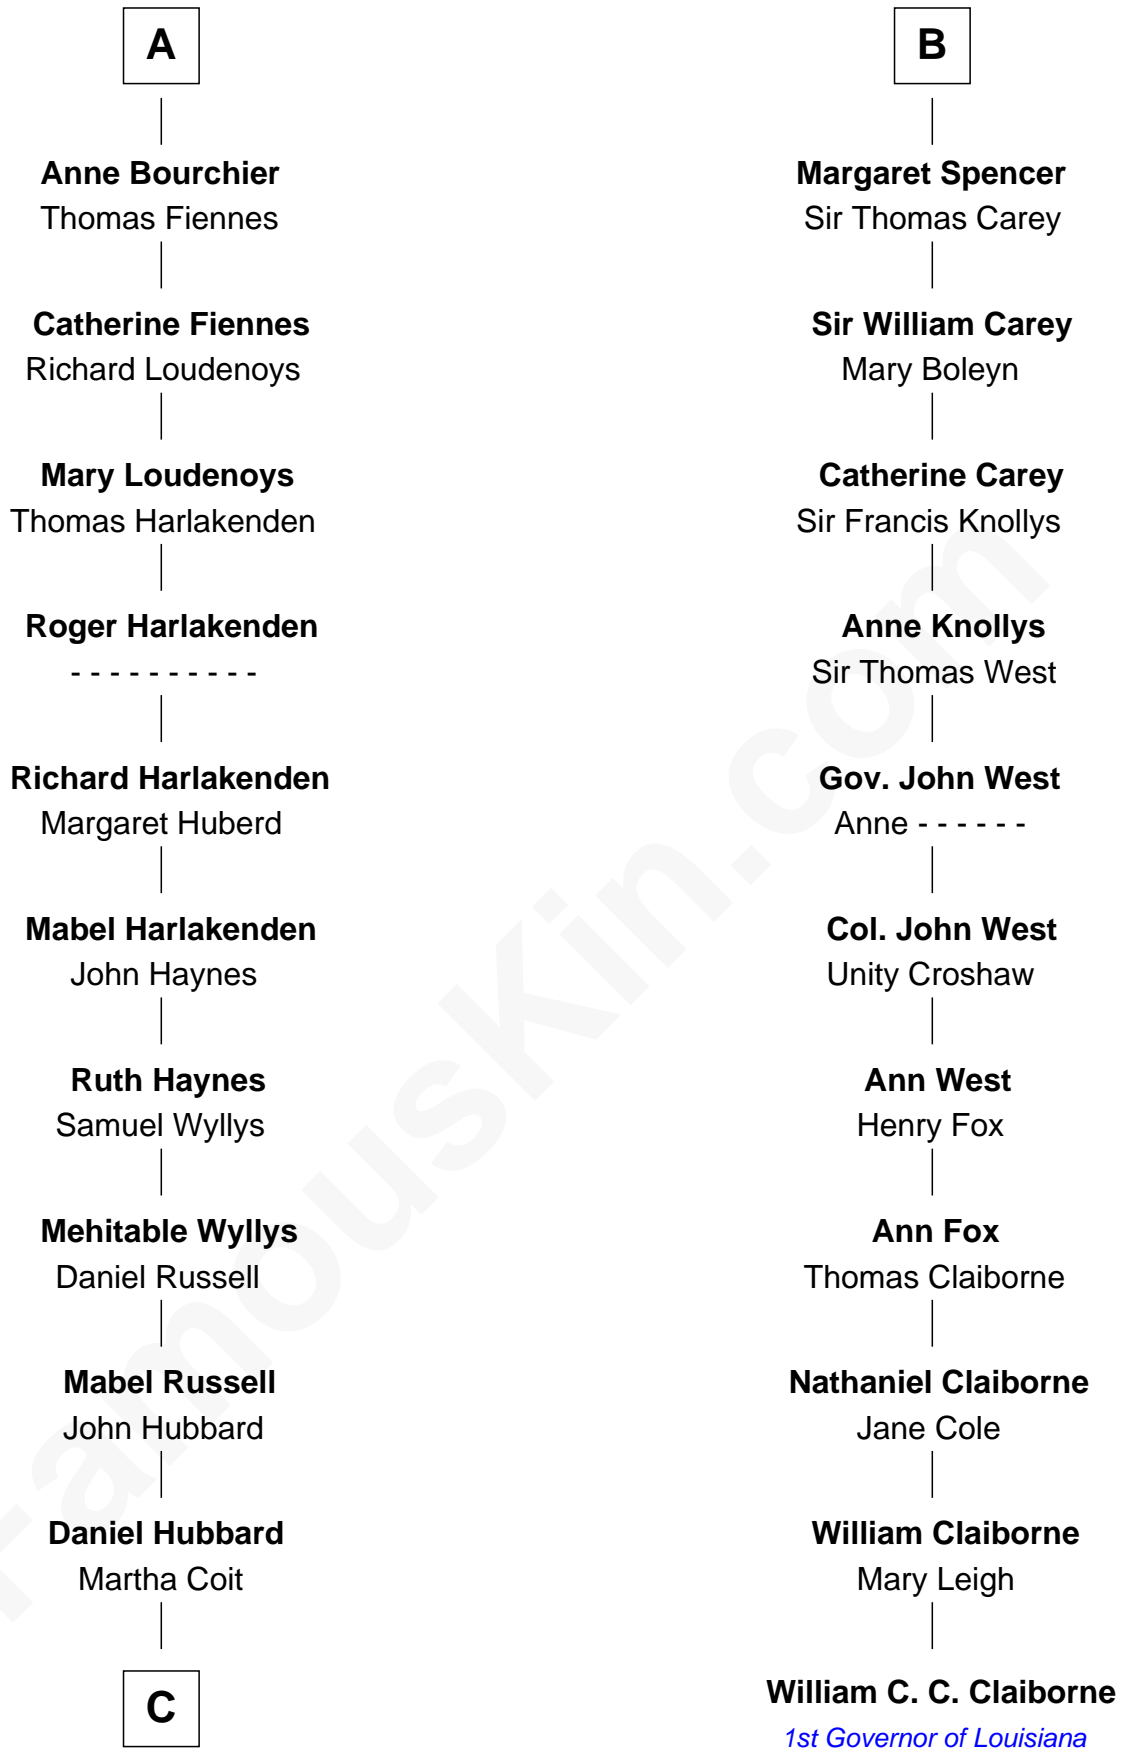 A
Anne Bourchier
Thomas Fiennes
Catherine Fiennes
Richard Loudenoys
Mary Loudenoys
Thomas Harlakenden
Roger Harlakenden
- - - - - - - - - -
Richard Harlakenden
Margaret Huberd
Mabel Harlakenden
John Haynes
Ruth Haynes
Samuel Wyllys
Mehitable Wyllys
Daniel Russell
Mabel Russell
John Hubbard
Daniel Hubbard
Martha Coit
C
B
Margaret Spencer
Sir Thomas Carey
Sir William Carey
Mary Boleyn
Catherine Carey
Sir Francis Knollys
Anne Knollys
Sir Thomas West
Gov. John West
Anne - - - - - -
Col. John West
Unity Croshaw
Ann West
Henry Fox
Ann Fox
Thomas Claiborne
Nathaniel Claiborne
Jane Cole
William Claiborne
Mary Leigh
William C. C. Claiborne
1st Governor of Louisiana
FamousKin.com